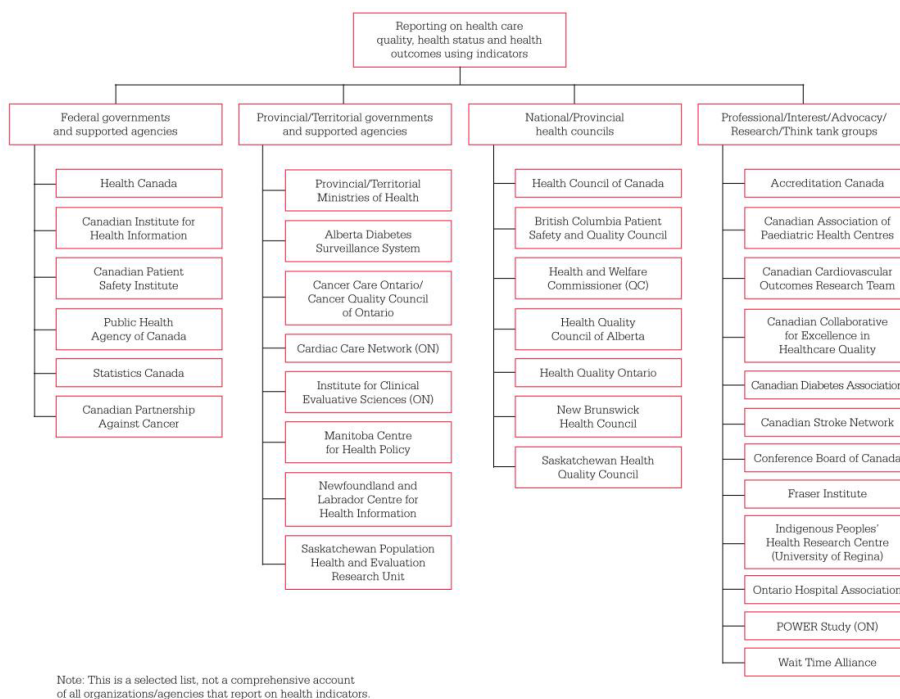 Reporting on health care
quality, health status and health
outcomes using indicators
Federal governments
and supported agencies
Health Canada
Canadian Institute for
Health Information
Canadian Patient
Safety Institute
Public Health
Agency of Canada
Statistics Canada
Canadian Partnership
Against Cancer
Provincial/Territorial governments
and supported agencies
Provincial/Territorial
Ministries of Health
Alberta Diabetes
Surveillance System
Cancer Care Ontario/
Cancer Quality Council
of Ontario
Cardiac Care Network (ON)
Institute for Clinical
Evaluative Sciences (ON)
Manitoba Centre
for Health Policy
Newfoundland and
Labrador Centre for
Health Information
Saskatchewan Population
Health and Evaluation
Research Unit
National/Provincial
health councils
Health Council of Canada
British Columbia Patient
Safety and Quality Council
Health and Welfare
Commissioner (QC)
Health Quality
Council of Alberta
Health Quality Ontario
New Brunswick
Health Council
Saskatchewan Health
Quality Council
Professional/Interest/Advocacy/
Research/Think tank groups
Accreditation Canada
Canadian Association of
Paediatric Health Centres
Canadian Cardiovascular
Outcomes Research Team
Canadian Collaborative
for Excellence in
Healthcare Quality
Canadian Diabetes Association
Canadian Stroke Network
Conference Board of Canada
Fraser Institute
Indigenous Peoples'
Health Research Centre
(University of Regina)
Ontario Hospital Association
POWER Study (ON)
Wait Time Alliance
Note: This is a selected list, not a comprehensive account
of all organizations/agencies that report on health indicators.